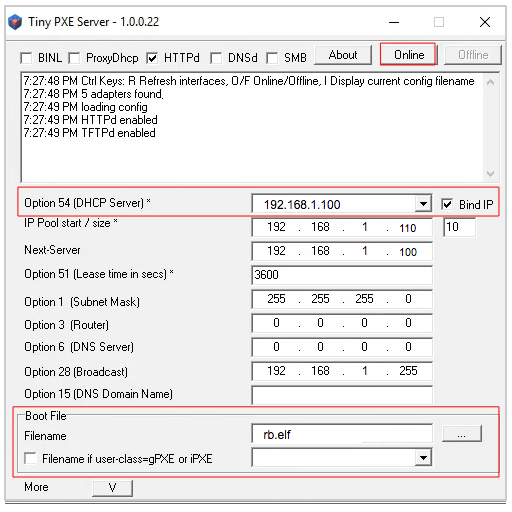 Tiny PXE Server - 1.0.0.22
BINL ProxyDhcp HTTPd DNSd SMB About Online Offline
7:27:48 PM Ctrl Keys: R Refresh interfaces, O/F Online/Offline, I Display current config filename
7:27:48 PM 5 adapters found,
7:27:49 PM loading config
7:27:49 PM HTTPd enabled
7:27:49 PM TFTPd enabled
Option 54 (DHCP Server) * 192.168.1.100 Bind IP
IP Pool start / size * 192 . 168 . 1 . 110 10
Next-Server 192 . 168 . 1 . 100
Option 51 (Lease time in secs) * 3600
Option 1 (Subnet Mask) 255 . 255 . 255 . 0
Option 3 (Router) 0 . 0 . 0 . 0
Option 6 (DNS Server) 0 . 0 . 0 . 0
Option 28 (Broadcast) 192 . 168 . 1 . 255
Option 15 (DNS Domain Name)
Boot File
Filename rb.elf ...
Filename if user-class=gPXE or iPXE
More V